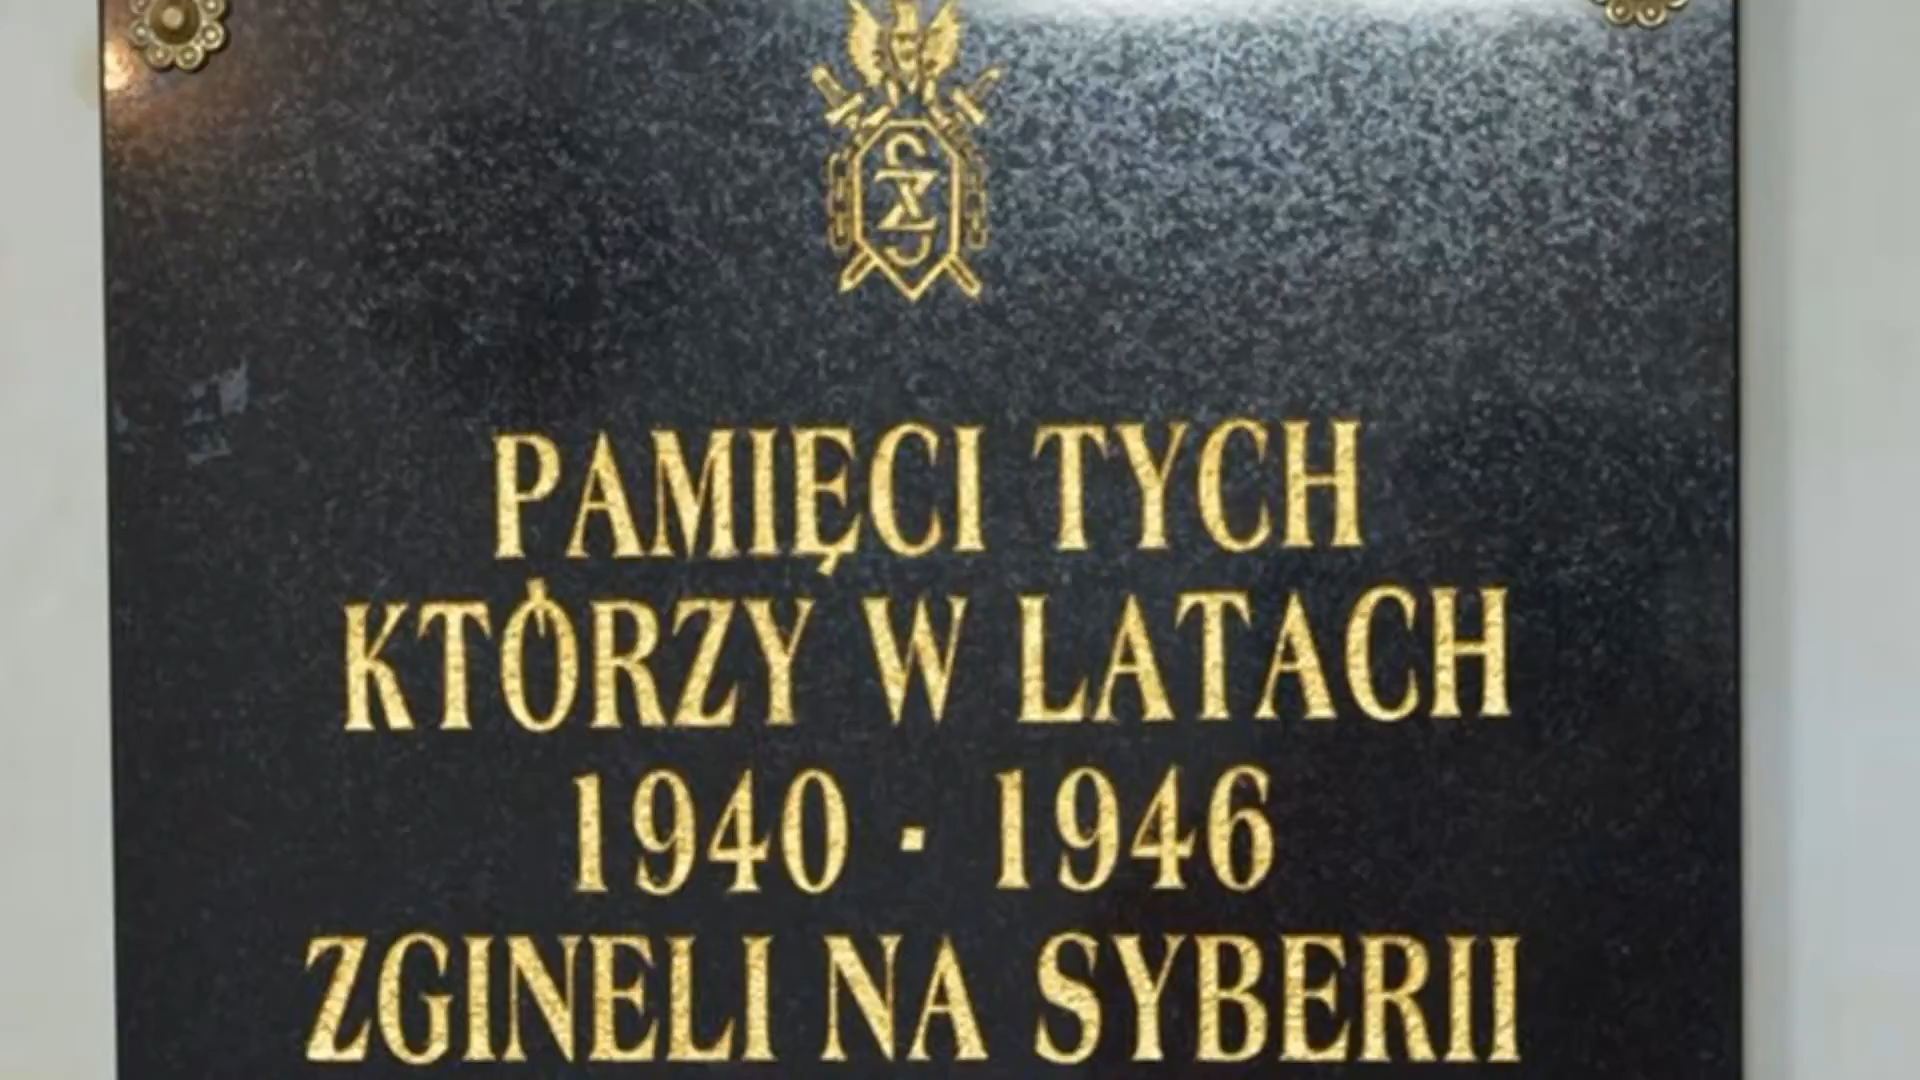 PAMIĘCI TYCH
KTÓRZY W LATACH
1940 - 1946
ZGINELI NA SYBERII